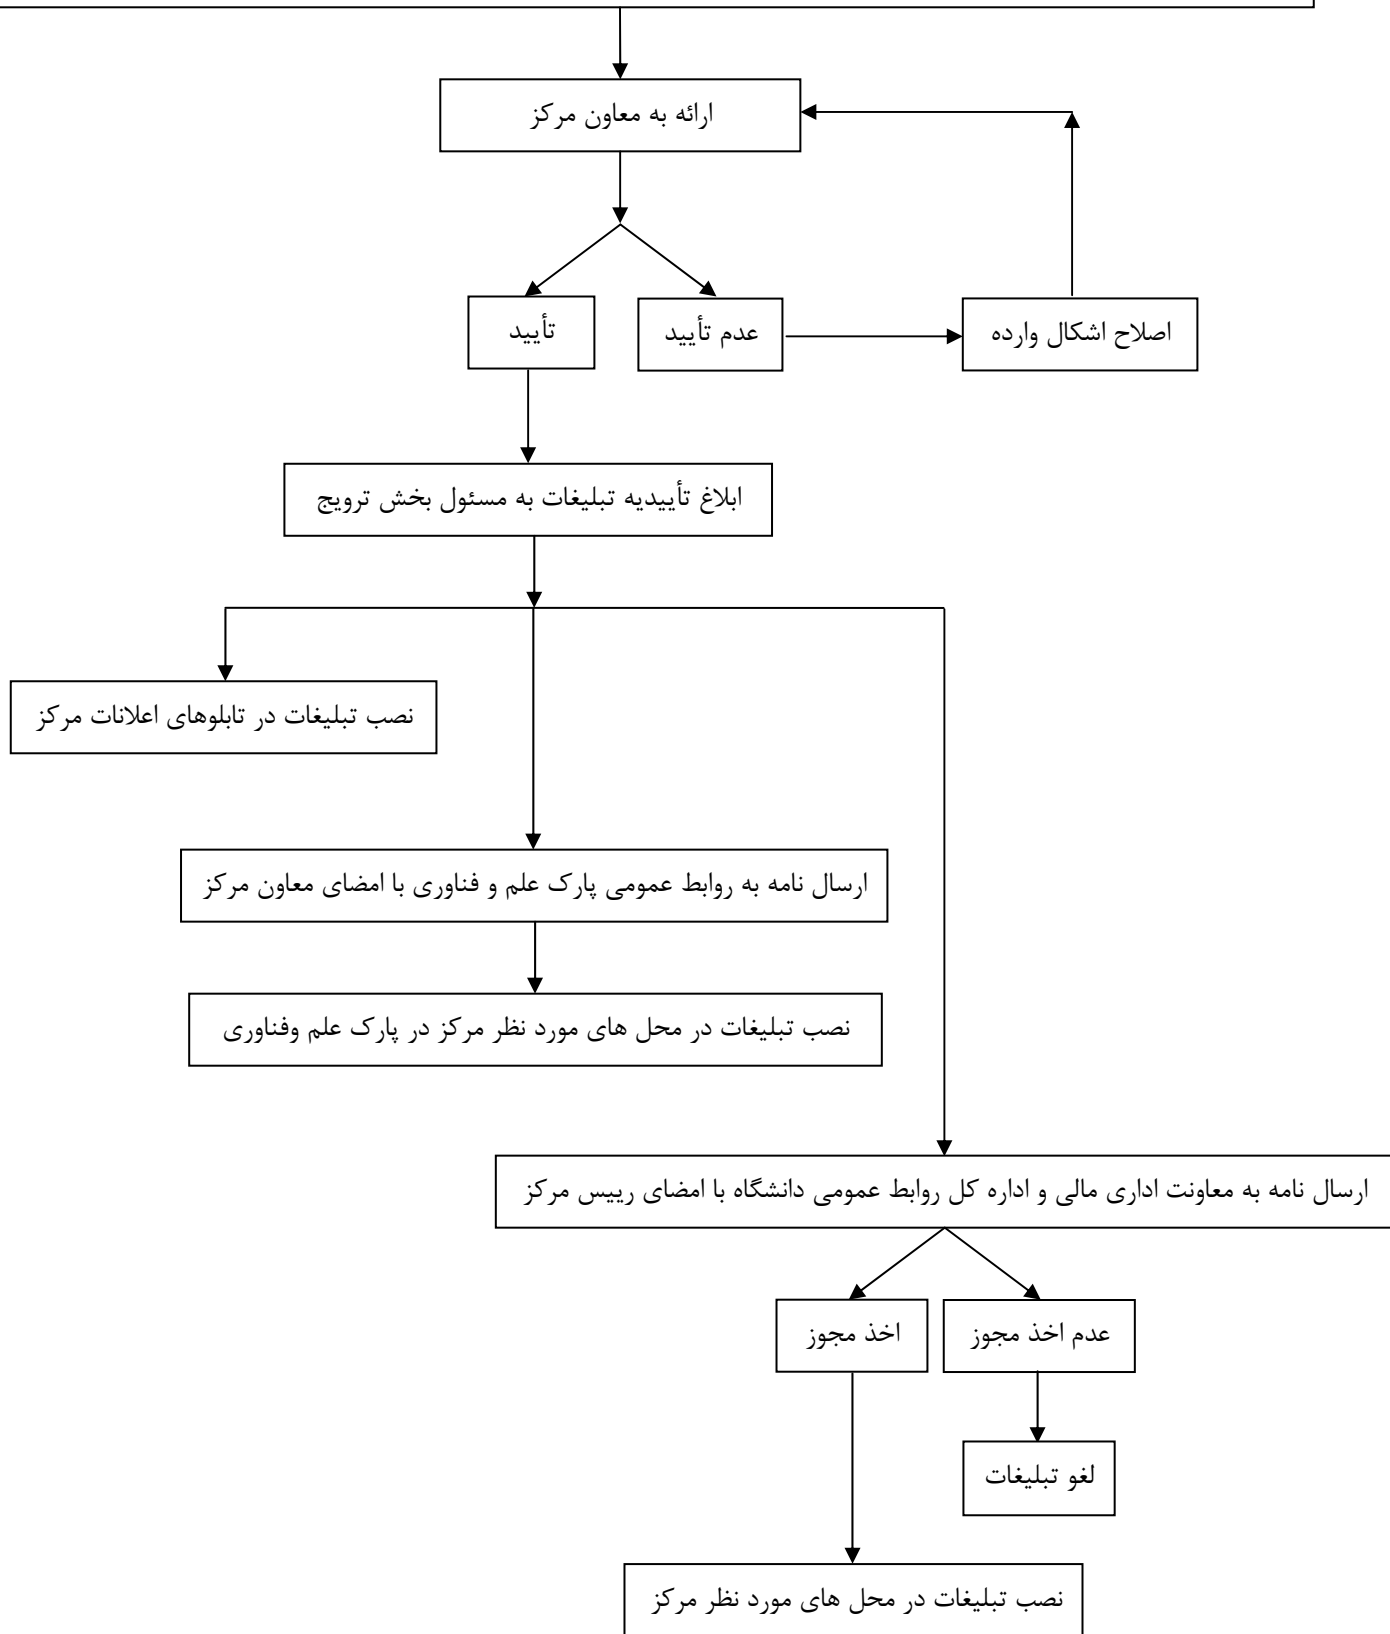 ارائه به معاون مرکز
تأیید
عدم تأیید
اصلاح اشکال وارده
ابلاغ تأییدیه تبلیغات به مسئول بخش ترویج
نصب تبلیغات در تابلوهای اعلانات مرکز
ارسال نامه به روابط عمومی پارک علم و فناوری با امضای معاون مرکز
نصب تبلیغات در محل های مورد نظر مرکز در پارک علم وفناوری
ارسال نامه به معاونت اداری مالی و اداره کل روابط عمومی دانشگاه با امضای رییس مرکز
اخذ مجوز
عدم اخذ مجوز
لغو تبلیغات
نصب تبلیغات در محل های مورد نظر مرکز